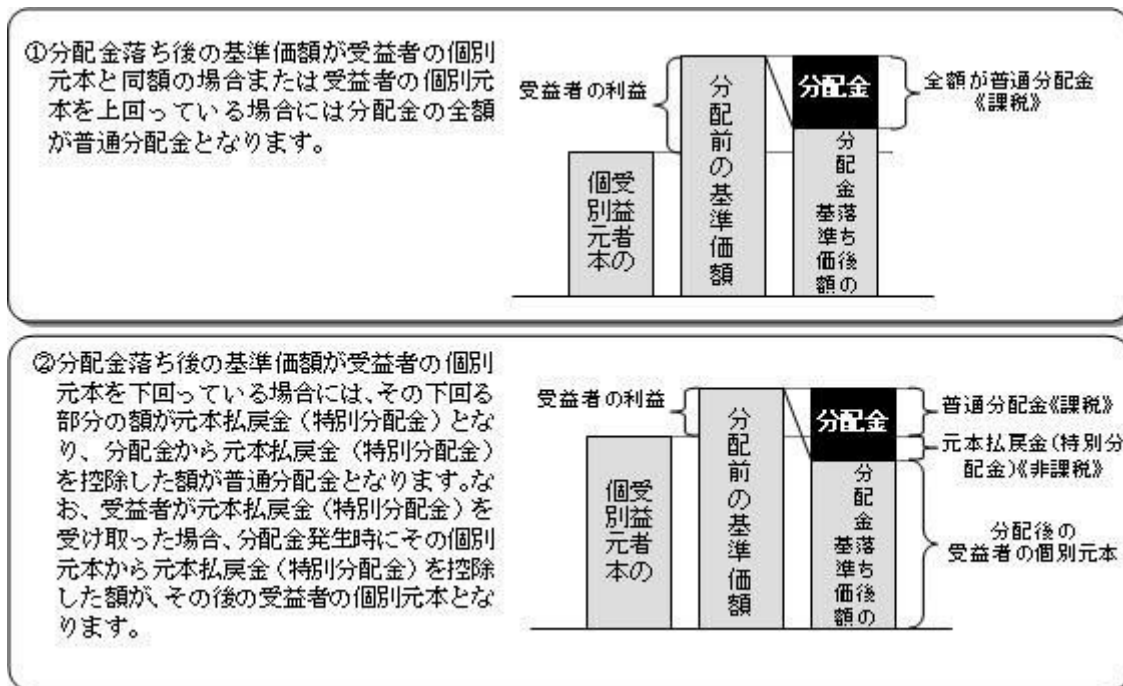 ①分配金落ち後の基準価額が受益者の個別
元本と同額の場合または受益者の個別元
本を上回っている場合には分配金の全額
が普通分配金となります。
受益者の利益
受益者の
個別元本
分配前の基準価額
分配金
分配金落ち後の
基準価額
全額が普通分配金
《課税》
②分配金落ち後の基準価額が受益者の個別
元本を下回っている場合には、その下回る
部分の額が元本払戻金（特別分配金）とな
り、分配金から元本払戻金（特別分配金）
を控除した額が普通分配金となります。な
お、受益者が元本払戻金（特別分配金）を
受け取った場合、分配金発生時にその個別
元本から元本払戻金（特別分配金）を控除
した額が、その後の受益者の個別元本とな
ります。
受益者の利益
受益者の
個別元本
分配前の基準価額
分配金
分配金落ち後の
基準価額
普通分配金《課税》
元本払戻金(特別分
配金)《非課税》
分配後の
受益者の個別元本